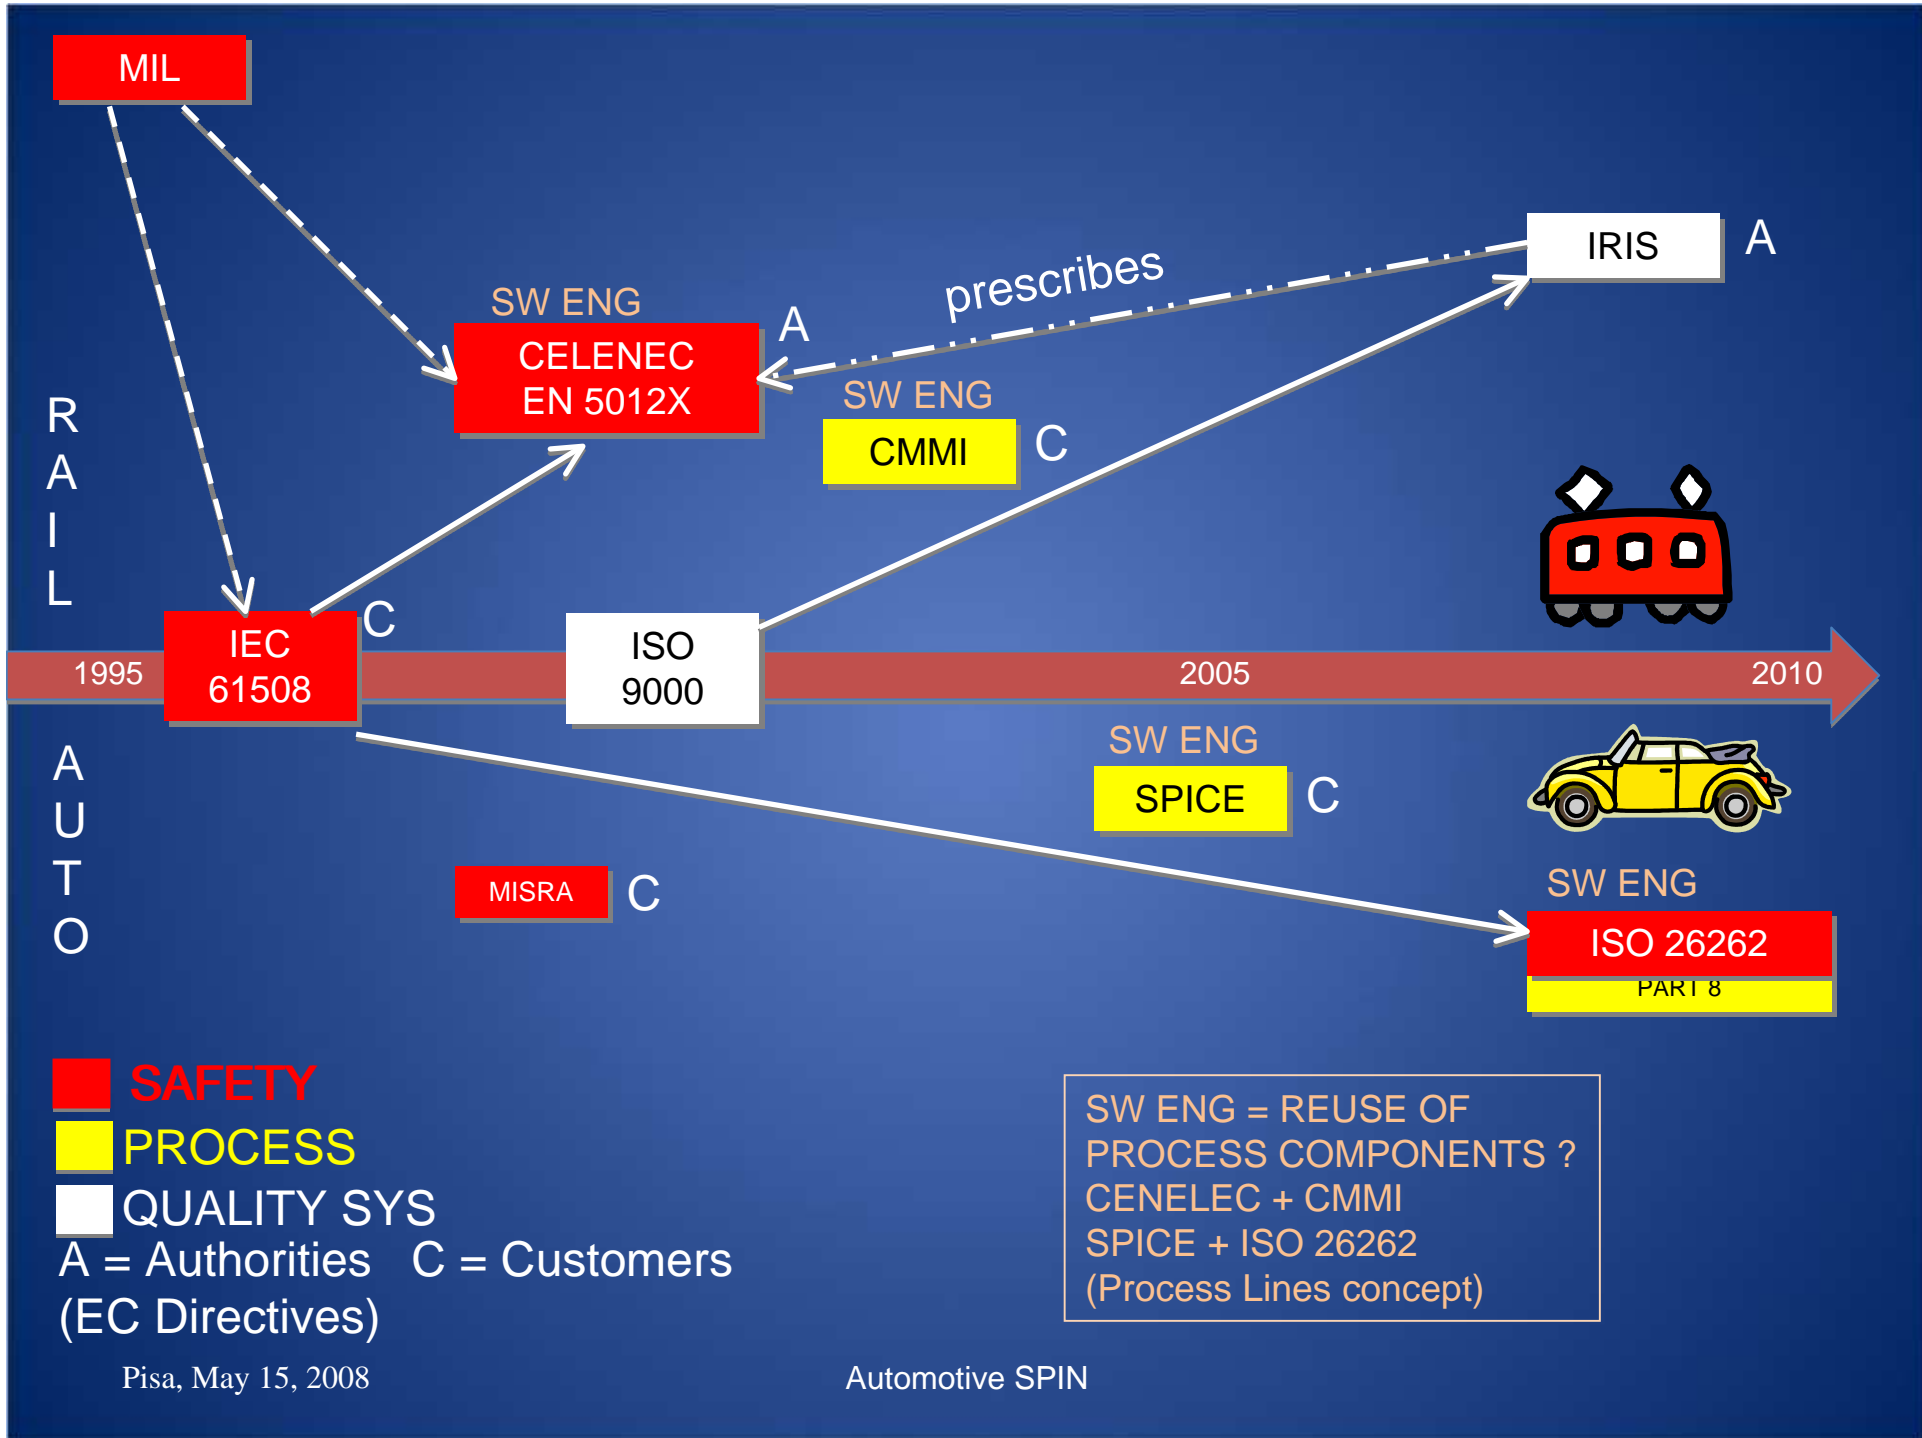 MIL
IRIS
A
prescribes
SW ENG
A
CELENEC
EN 5012X
SW ENG
CMMI
C
R
A
I
L
C
IEC
61508
ISO
9000
1995
2005
2010
A
U
T
O
SW ENG
SPICE
C
MISRA
C
SW ENG
ISO 26262
PART 8
SAFETY
PROCESS
QUALITY SYS
A = Authorities C = Customers
(EC Directives)
SW ENG = REUSE OF
PROCESS COMPONENTS ?
CENELEC + CMMI
SPICE + ISO 26262
(Process Lines concept)
Pisa, May 15, 2008
Automotive SPIN